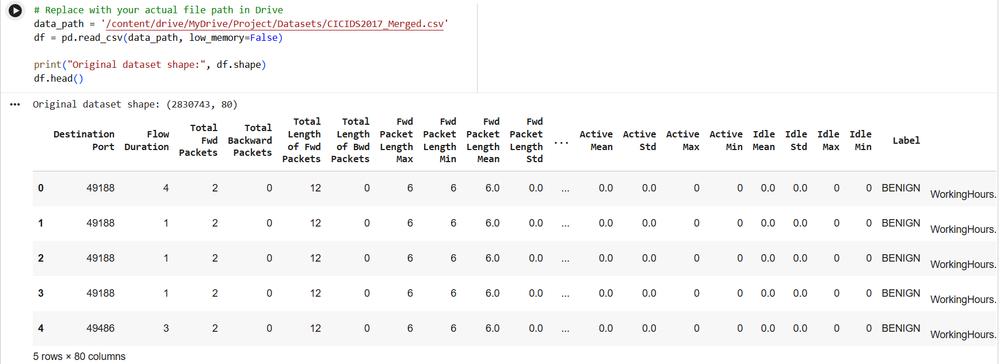 # Replace with your actual file path in Drive
data_path = '/content/drive/MyDrive/Project/Datasets/CICIDS2017_Merged.csv'
df = pd.read_csv(data_path, low_memory=False)
print("Original dataset shape:", df.shape)
df.head()
Original dataset shape: (2830743, 80)
Destination Port Flow Duration Total Fwd Packets Total Backward Packets Total Length of Fwd Packets Total Length of Bwd Packets Fwd Packet Length Max Fwd Packet Length Min Fwd Packet Length Mean Fwd Packet Length Std ... Active Mean Active Std Active Max Active Min Idle Mean Idle Std Idle Max Idle Min Label
0 49188 4 2 0 12 0 6 6 6.0 0.0 ... 0.0 0.0 0 0 0.0 0.0 0 0 BENIGN WorkingHours.
1 49188 1 2 0 12 0 6 6 6.0 0.0 ... 0.0 0.0 0 0 0.0 0.0 0 0 BENIGN WorkingHours.
2 49188 1 2 0 12 0 6 6 6.0 0.0 ... 0.0 0.0 0 0 0.0 0.0 0 0 BENIGN WorkingHours.
3 49188 1 2 0 12 0 6 6 6.0 0.0 ... 0.0 0.0 0 0 0.0 0.0 0 0 BENIGN WorkingHours.
4 49486 3 2 0 12 0 6 6 6.0 0.0 ... 0.0 0.0 0 0 0.0 0.0 0 0 BENIGN WorkingHours.
5 rows × 80 columns